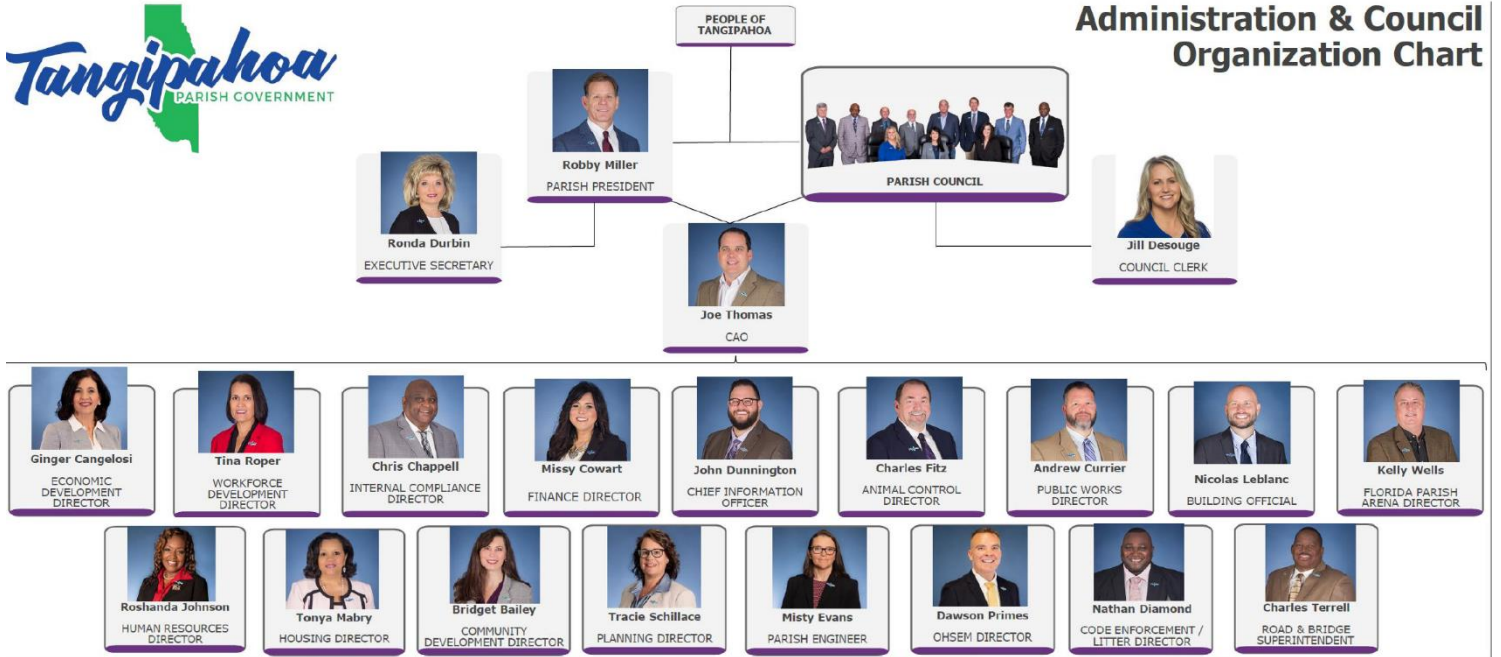 Tangipahoa
PARISH GOVERNMENT
Administration & Council
Organization Chart
PEOPLE OF
TANGIPAHOA
Robby Miller
PARISH PRESIDENT
PARISH COUNCIL
Ronda Durbin
EXECUTIVE SECRETARY
Jill Desouge
COUNCIL CLERK
Joe Thomas
CAO
Ginger Cangelosi
ECONOMIC
DEVELOPMENT
DIRECTOR
Tina Roper
WORKFORCE
DEVELOPMENT
DIRECTOR
Chris Chappell
INTERNAL COMPLIANCE
DIRECTOR
Missy Cowart
FINANCE DIRECTOR
John Dunnington
CHIEF INFORMATION
OFFICER
Charles Fitz
ANIMAL CONTROL
DIRECTOR
Andrew Currier
PUBLIC WORKS
DIRECTOR
Nicolas Leblanc
BUILDING OFFICIAL
Kelly Wells
FLORIDA PARISH
ARENA DIRECTOR
Roshanda Johnson
HUMAN RESOURCES
DIRECTOR
Tonya Mabry
HOUSING DIRECTOR
Bridget Bailey
COMMUNITY
DEVELOPMENT DIRECTOR
Tracie Schillace
PLANNING DIRECTOR
Misty Evans
PARISH ENGINEER
Dawson Primes
OHSEM DIRECTOR
Nathan Diamond
CODE ENFORCEMENT /
LITTER DIRECTOR
Charles Terrell
ROAD & BRIDGE
SUPERINTENDENT